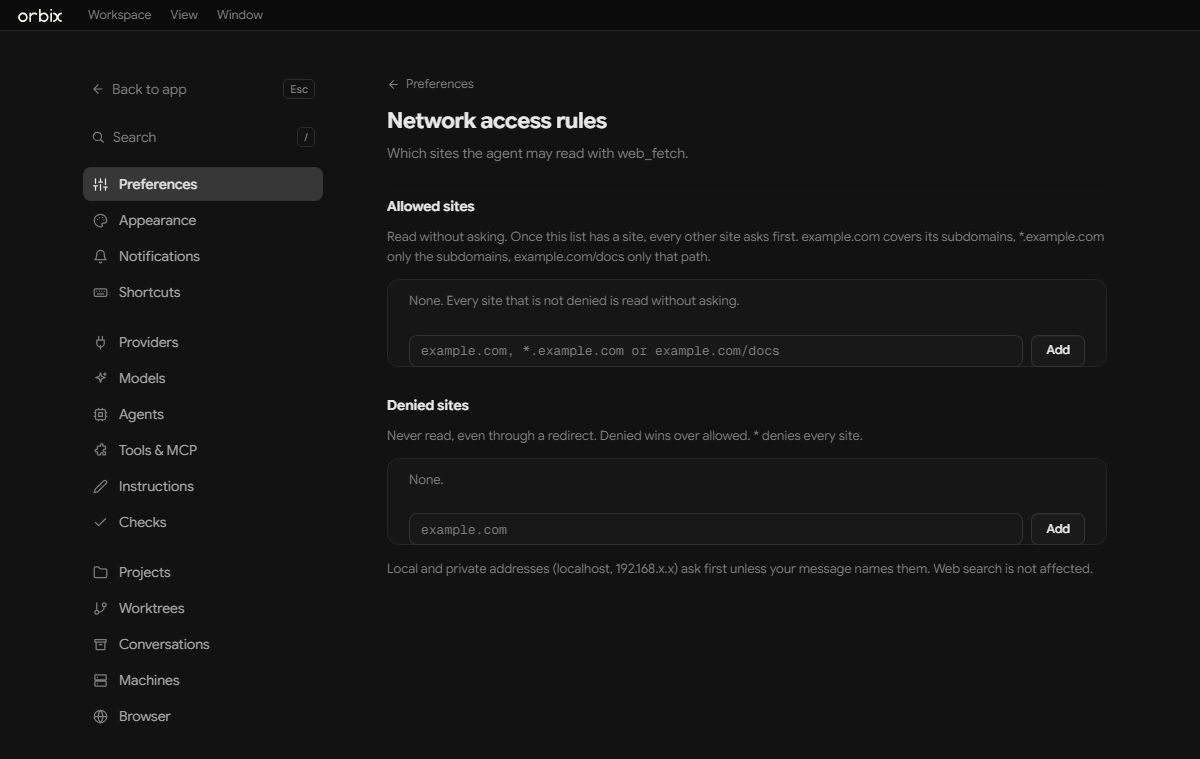 orbix Workspace View Window
Back to app Esc
Search /
Preferences
Appearance
Notifications
Shortcuts
Providers
Models
Agents
Tools & MCP
Instructions
Checks
Projects
Worktrees
Conversations
Machines
Browser
Preferences
Network access rules
Which sites the agent may read with web_fetch.
Allowed sites
Read without asking. Once this list has a site, every other site asks first. example.com covers its subdomains, *.example.com
only the subdomains, example.com/docs only that path.
None. Every site that is not denied is read without asking.
example.com, *.example.com or example.com/docs Add
Denied sites
Never read, even through a redirect. Denied wins over allowed. * denies every site.
None.
example.com Add
Local and private addresses (localhost, 192.168.x.x) ask first unless your message names them. Web search is not affected.